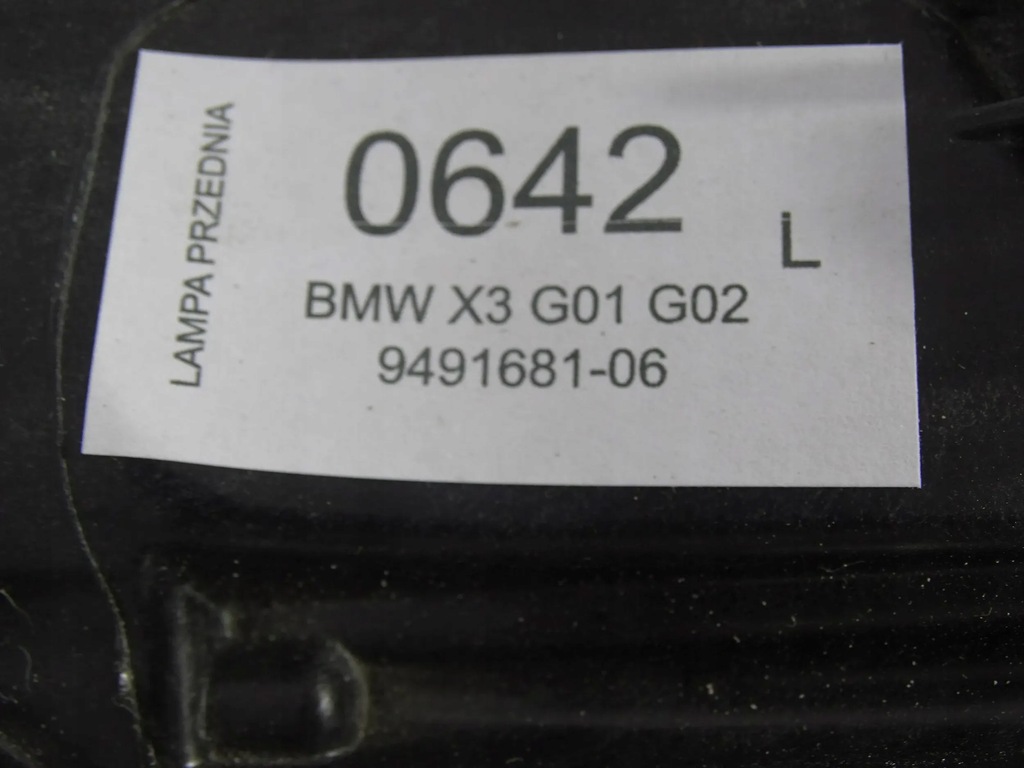 LAMPA PRZEDNIA
0642
L
BMW X3 G01 G02
9491681-06